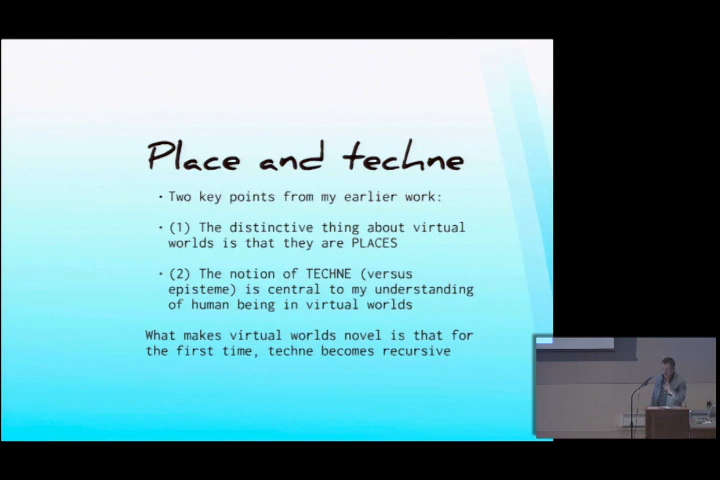 Place and techne
• Two key points from my earlier work:
• (1) The distinctive thing about virtual
worlds is that they are PLACES
• (2) The notion of TECHNE (versus
episteme) is central to my understanding
of human being in virtual worlds
What makes virtual worlds novel is that for
the first time, techne becomes recursive